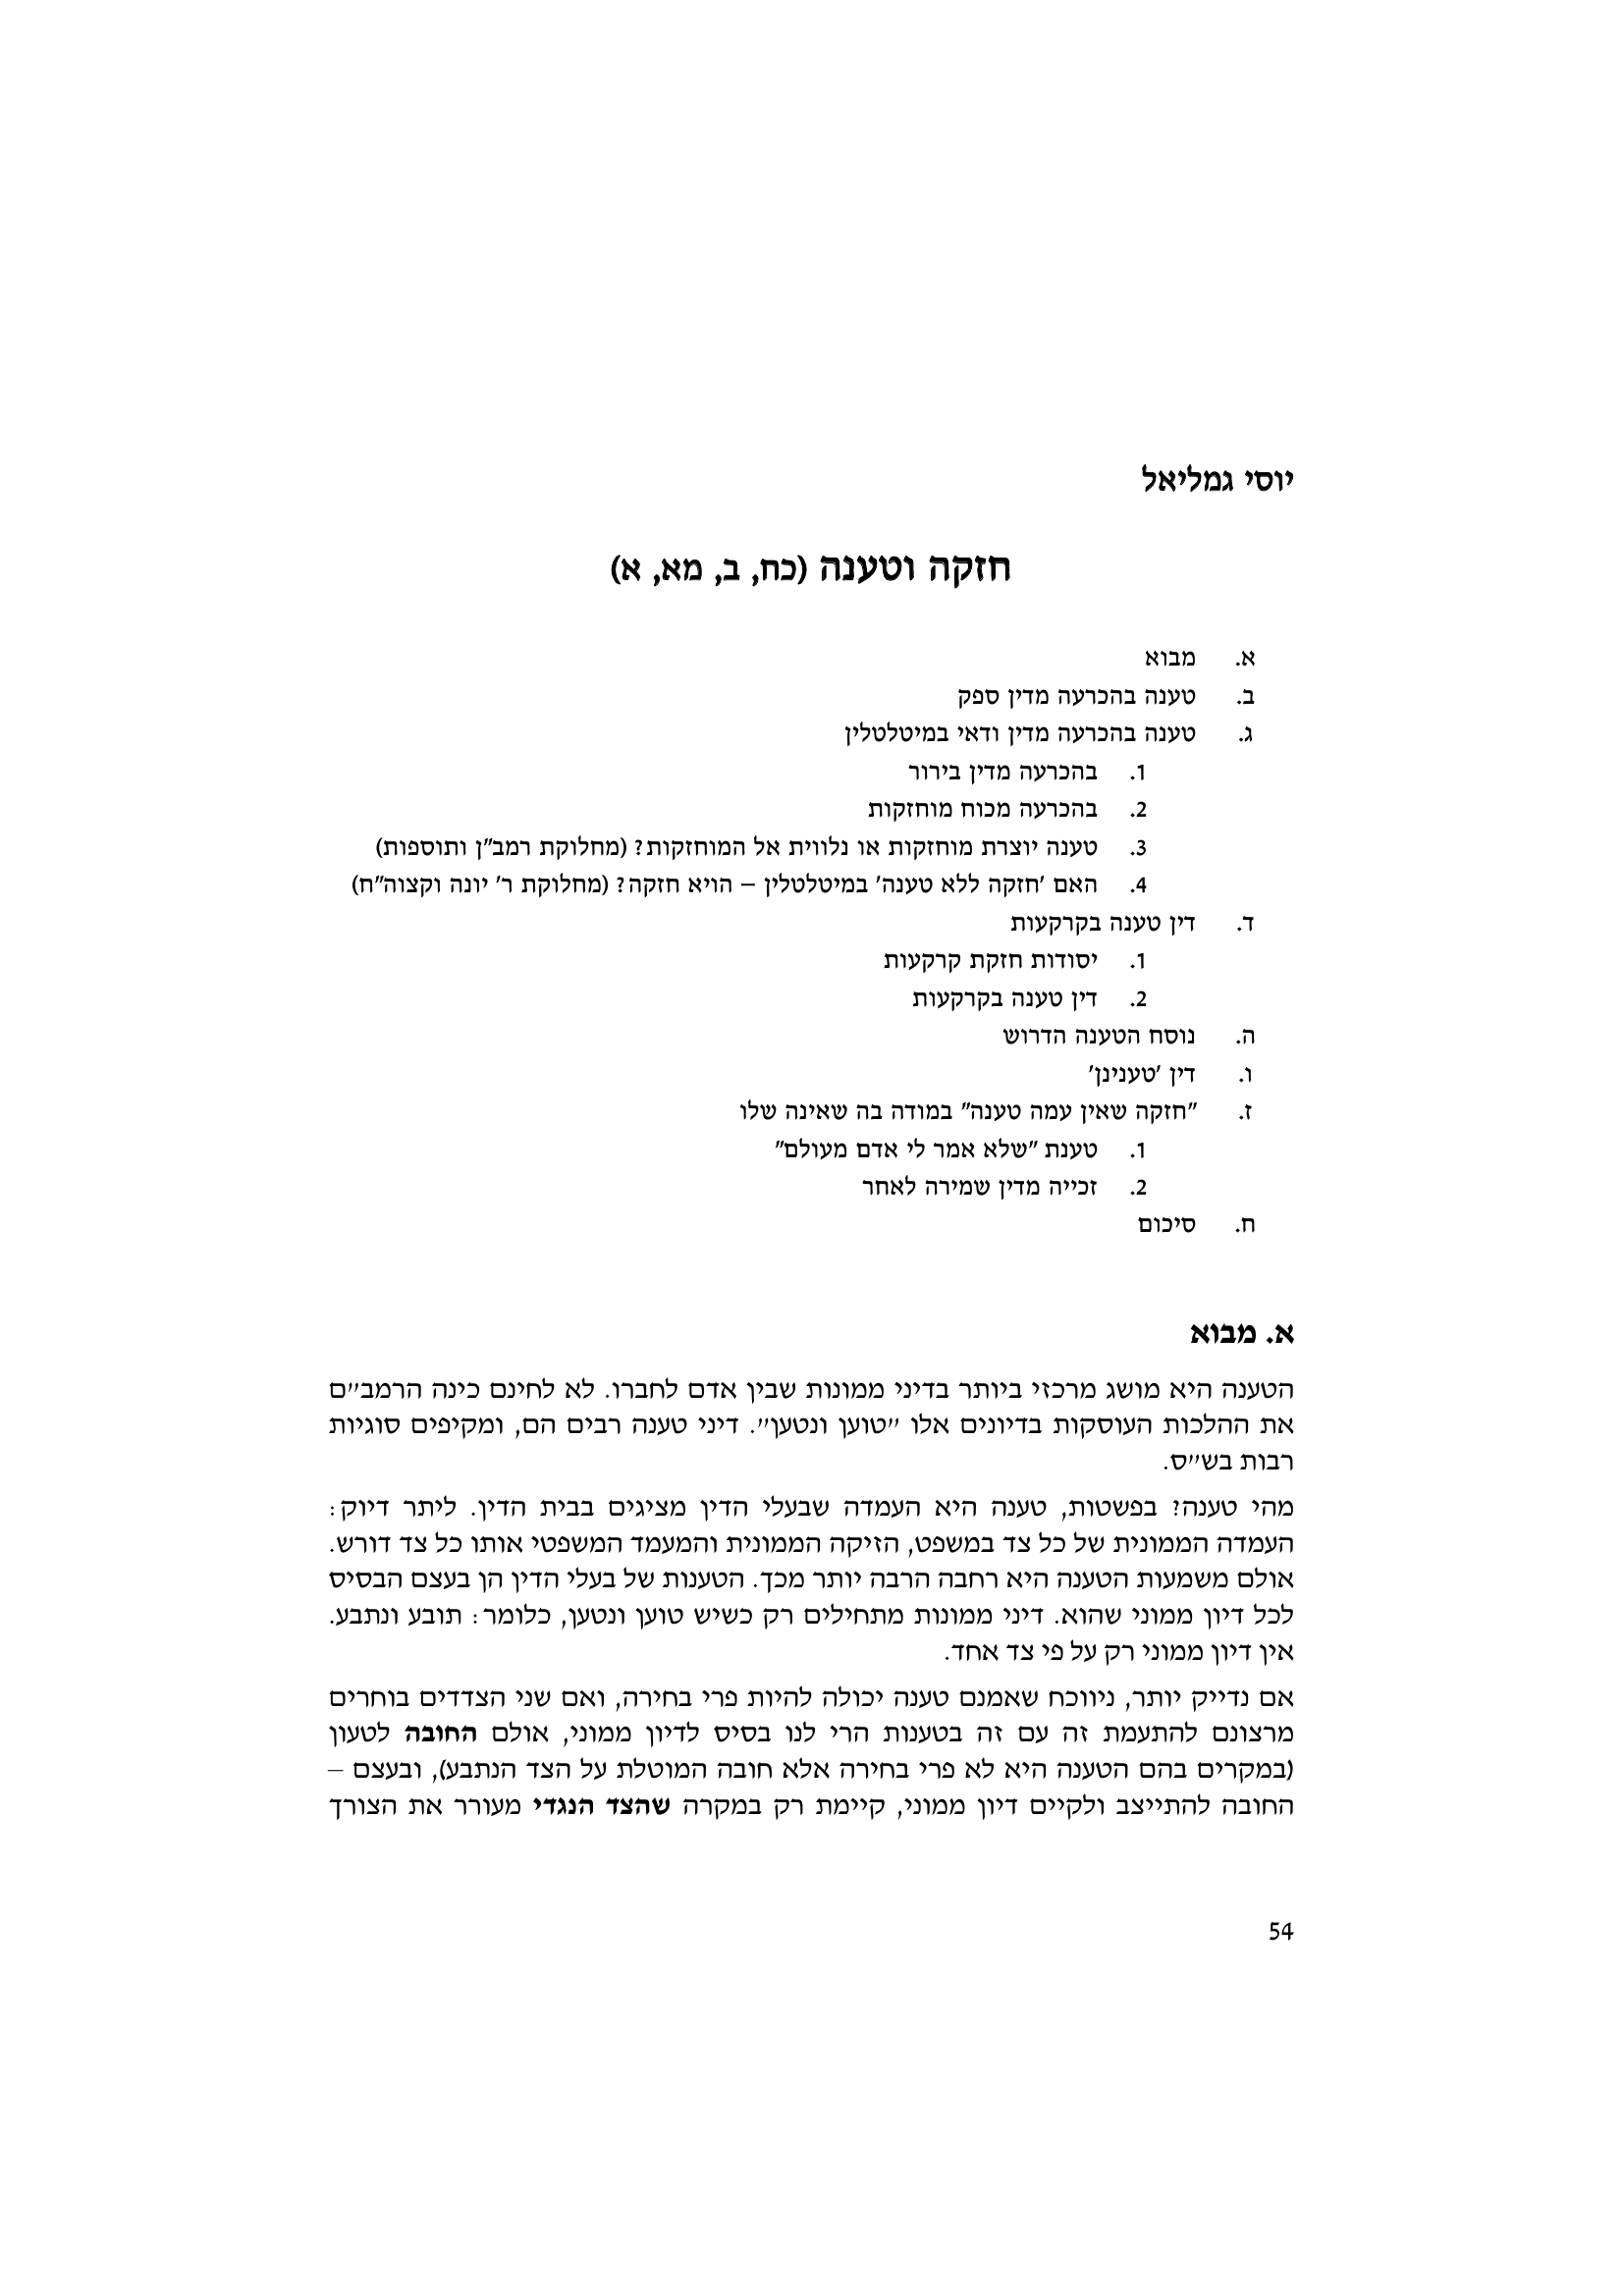 יוסי גמליאל
חזקה וטענה (כח, ב, מא, א)
א. מבוא
ב. טענה בהכרעה מדין ספק
ג. טענה בהכרעה מדין ודאי במיטלטלין
1. בהכרעה מדין בירור
2. בהכרעה מכוח מוחזקות
3. טענה יוצרת מוחזקות או נלווית אל המוחזקות? (מחלוקת רמב"ן ותוספות)
4. האם 'חזקה ללא טענה' במיטלטלין – הויא חזקה? (מחלוקת ר' יונה וקצוה"ח)
ד. דין טענה בקרקעות
1. יסודות חזקת קרקעות
2. דין טענה בקרקעות
ה. נוסח הטענה הדרוש
ו. דין 'טענינן'
ז. "חזקה שאין עמה טענה" במודה בה שאינה שלו
1. טענת "שלא אמר לי אדם מעולם"
2. זכייה מדין שמירה לאחר
ח. סיכום
א. מבוא
הטענה היא מושג מרכזי ביותר בדיני ממונות שבין אדם לחברו. לא לחינם כינה הרמב"ם
את ההלכות העוסקות בדיונים אלו "טוען ונטען". דיני טענה רבים הם, ומקיפים סוגיות
רבות בש"ס.
מהי טענה? בפשטות, טענה היא העמדה שבעלי הדין מציגים בבית הדין. ליתר דיוק:
העמדה הממונית של כל צד במשפט, הזיקה הממונית והמעמד המשפטי אותו כל צד דורש.
אולם משמעות הטענה היא רחבה הרבה יותר מכך. הטענות של בעלי הדין הן בעצם הבסיס
לכל דיון ממוני שהוא. דיני ממונות מתחילים רק כשיש טוען ונטען, כלומר: תובע ונתבע.
אין דיון ממוני רק על פי צד אחד.
אם נדייק יותר, ניווכח שאמנם טענה יכולה להיות פרי בחירה, ואם שני הצדדים בוחרים
מרצונם להתעמת זה עם זה בטענות הרי לנו בסיס לדיון ממוני, אולם החובה לטעון
(במקרים בהם הטענה היא לא פרי בחירה אלא חובה המוטלת על הצד הנתבע), ובעצם –
החובה להתייצב ולקיים דיון ממוני, קיימת רק במקרה שהצד הנגדי מעורר את הצורך
54